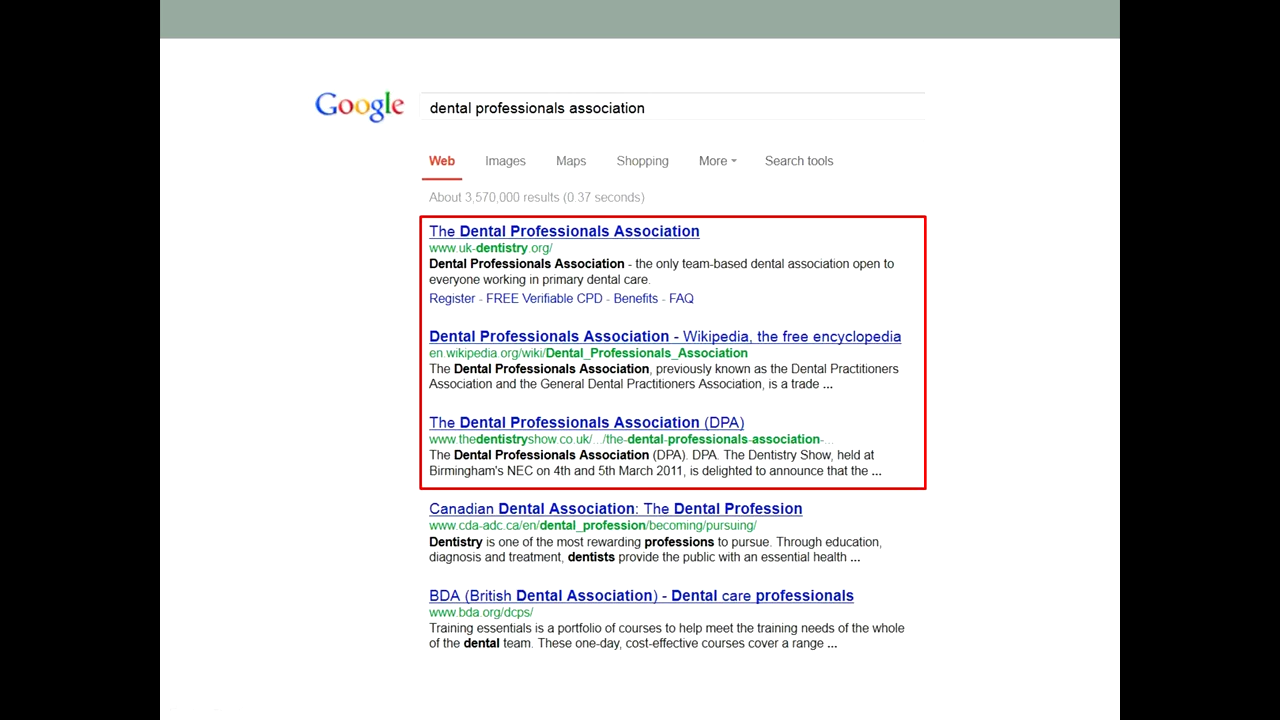 Google
dental professionals association
Web Images Maps Shopping More Search tools
About 3,570,000 results (0.37 seconds)
The Dental Professionals Association
www.uk-dentistry.org/
Dental Professionals Association - the only team-based dental association open to
everyone working in primary dental care.
Register - FREE Verifiable CPD - Benefits - FAQ
Dental Professionals Association - Wikipedia, the free encyclopedia
en.wikipedia.org/wiki/Dental_Professionals_Association
The Dental Professionals Association, previously known as the Dental Practitioners
Association and the General Dental Practitioners Association, is a trade ...
The Dental Professionals Association (DPA)
www.thedentistryshow.co.uk/.../the-dental-professionals-association-...
The Dental Professionals Association (DPA). DPA. The Dentistry Show, held at
Birmingham's NEC on 4th and 5th March 2011, is delighted to announce that the ...
Canadian Dental Association: The Dental Profession
www.cda-adc.ca/en/dental_profession/becoming/pursuing/
Dentistry is one of the most rewarding professions to pursue. Through education,
diagnosis and treatment, dentists provide the public with an essential health ...
BDA (British Dental Association) - Dental care professionals
www.bda.org/dcps/
Training essentials is a portfolio of courses to help meet the training needs of the whole
of the dental team. These one-day, cost-effective courses cover a range ...